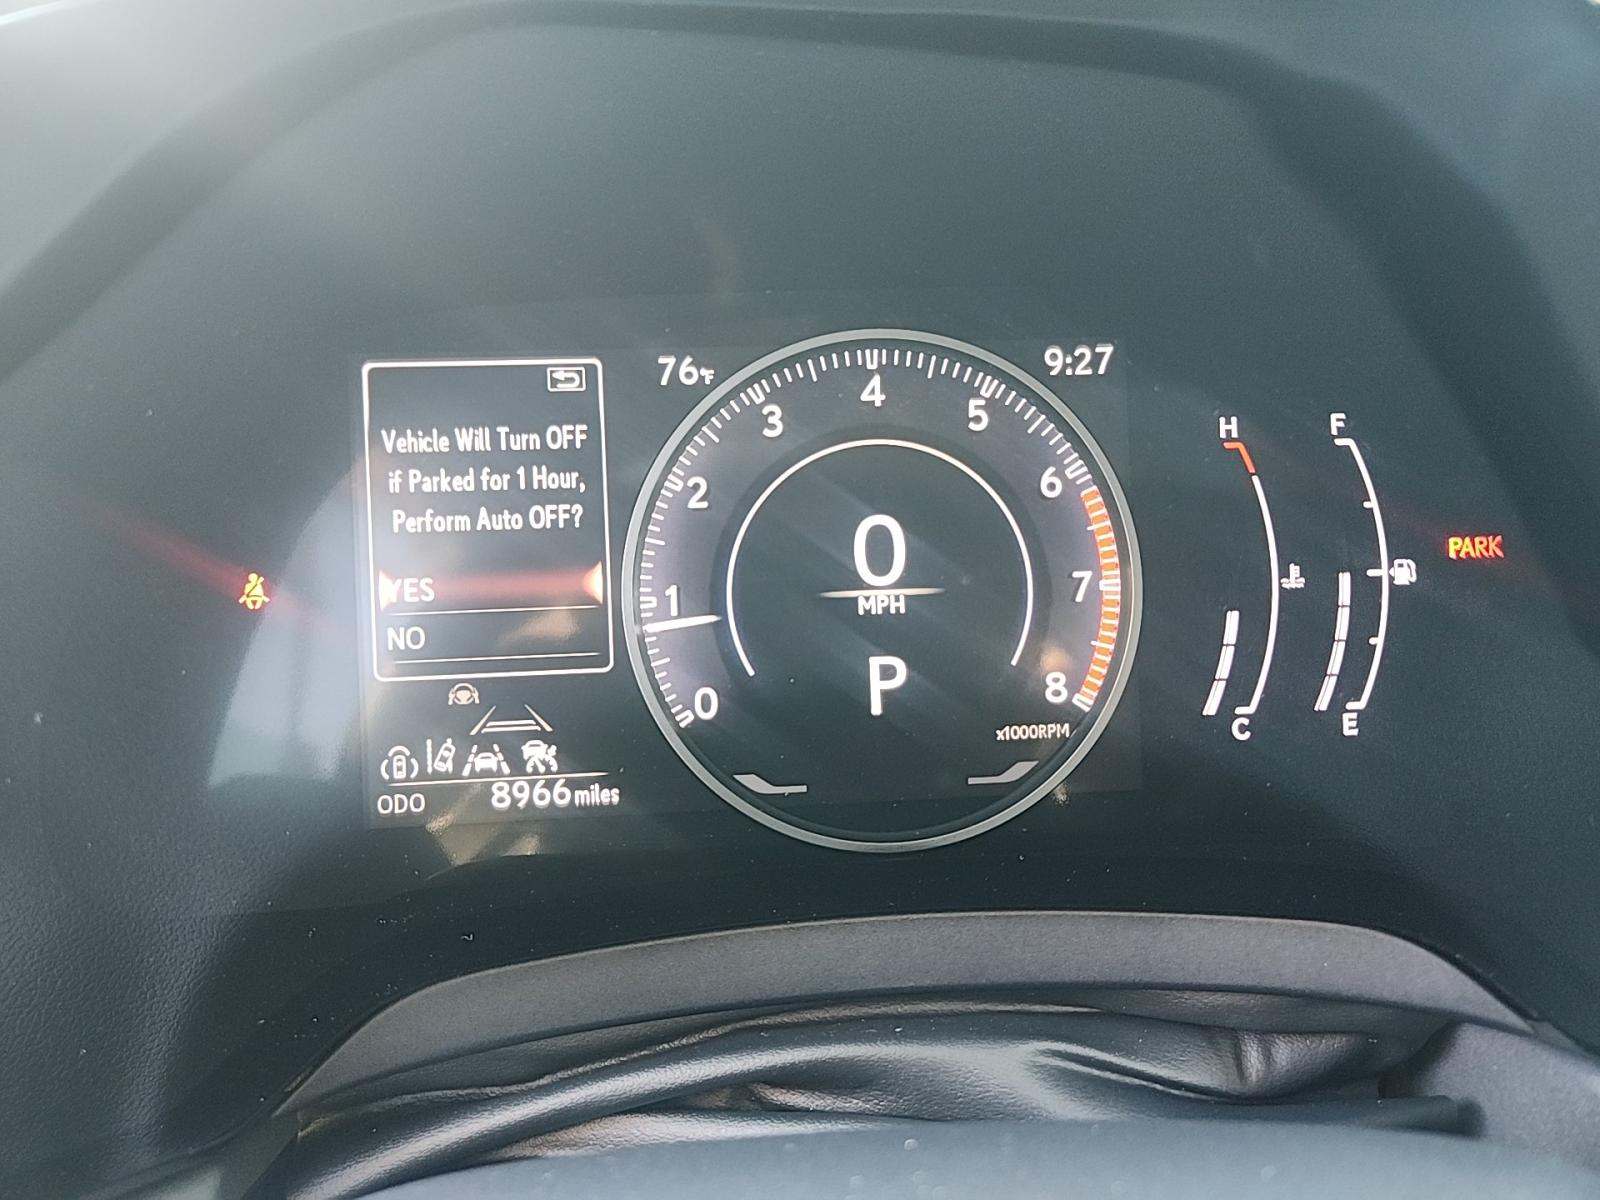 76°F
9:27
Vehicle Will Turn OFF
if Parked for 1 Hour,
Perform Auto OFF?
YES
NO
ODO 8966 miles
0
1
2
3
4
5
6
7
8
x1000RPM
0
MPH
P
H
C
F
E
PARK